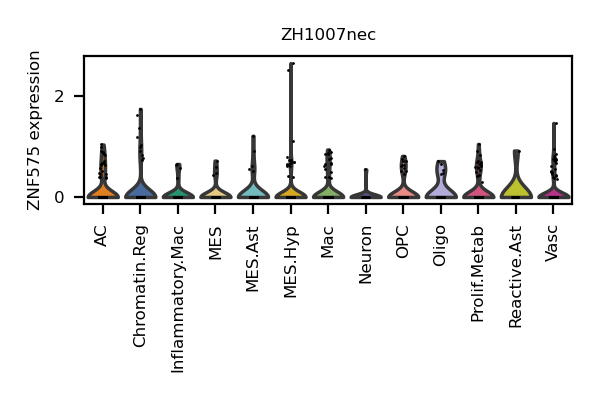 ZH1007nec
ZNF575 expression
2
0
AC
Chromatin.Reg
Inflammatory.Mac
MES
MES.Ast
MES.Hyp
Mac
Neuron
OPC
Oligo
Prolif.Metab
Reactive.Ast
Vasc